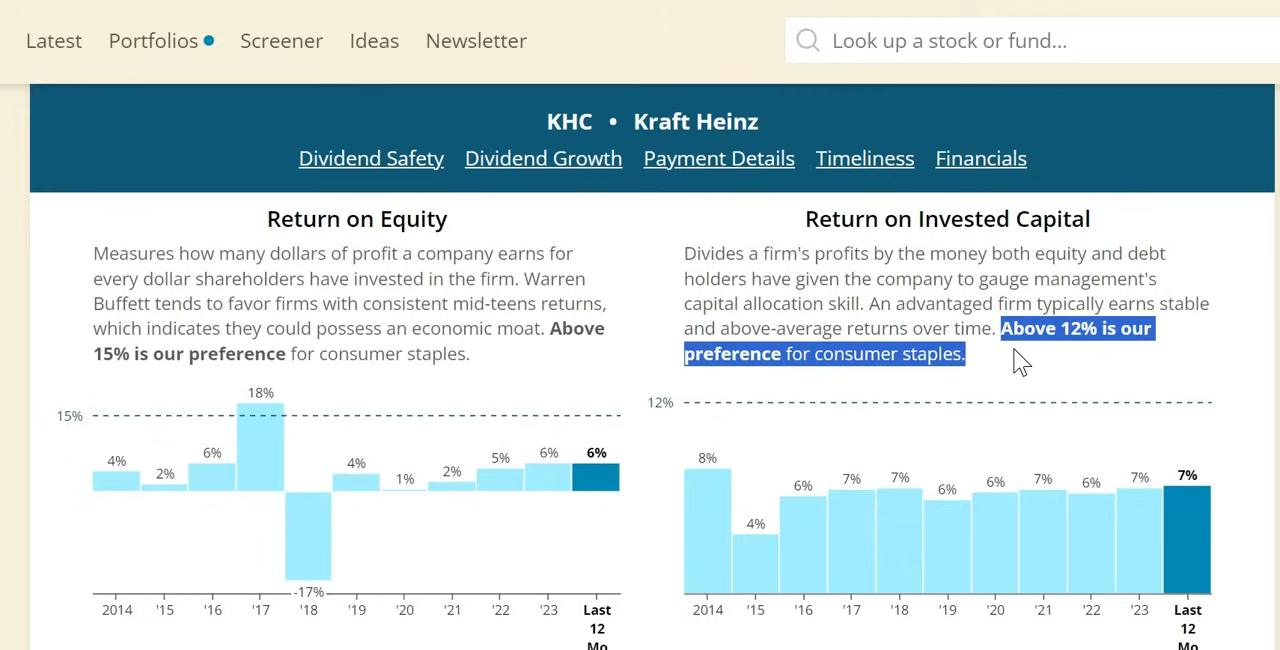 Latest Portfolios Screener Ideas Newsletter
Look up a stock or fund...
KHC • Kraft Heinz
Dividend Safety Dividend Growth Payment Details Timeliness Financials
Return on Equity
Measures how many dollars of profit a company earns for
every dollar shareholders have invested in the firm. Warren
Buffett tends to favor firms with consistent mid-teens returns,
which indicates they could possess an economic moat. Above
15% is our preference for consumer staples.
18%
15%
4% 2% 6% 4% 1% 2% 5% 6% 6%
-17%
2014 '15 '16 '17 '18 '19 '20 '21 '22 '23 Last
12
Mo
Return on Invested Capital
Divides a firm's profits by the money both equity and debt
holders have given the company to gauge management's
capital allocation skill. An advantaged firm typically earns stable
and above-average returns over time. Above 12% is our
preference for consumer staples.
12%
8% 4% 6% 7% 7% 6% 6% 7% 6% 7% 7%
2014 '15 '16 '17 '18 '19 '20 '21 '22 '23 Last
12
Mo